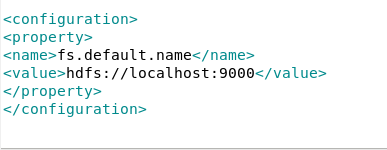 <configuration>
<property>
<name>fs.default.name</name>
<value>hdfs://localhost:9000</value>
</property>
</configuration>